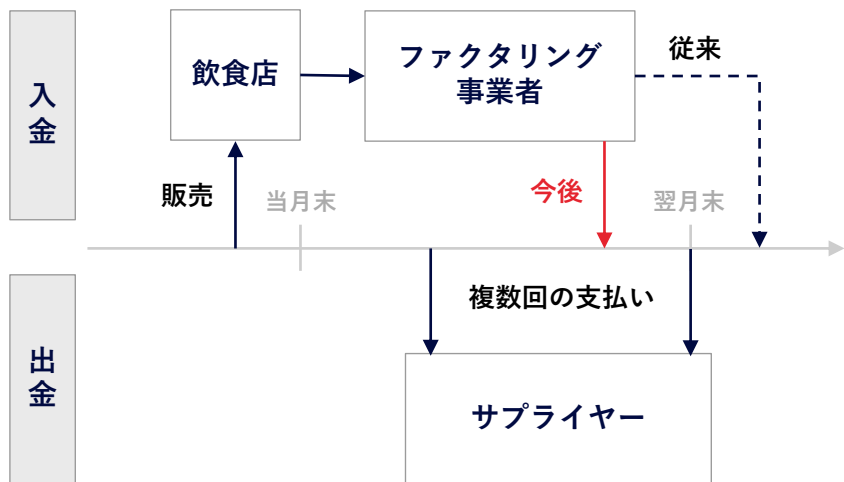 入金
飲食店
ファクタリング
事業者
従来
販売
当月末
今後
翌月末
複数回の支払い
出金
サプライヤー